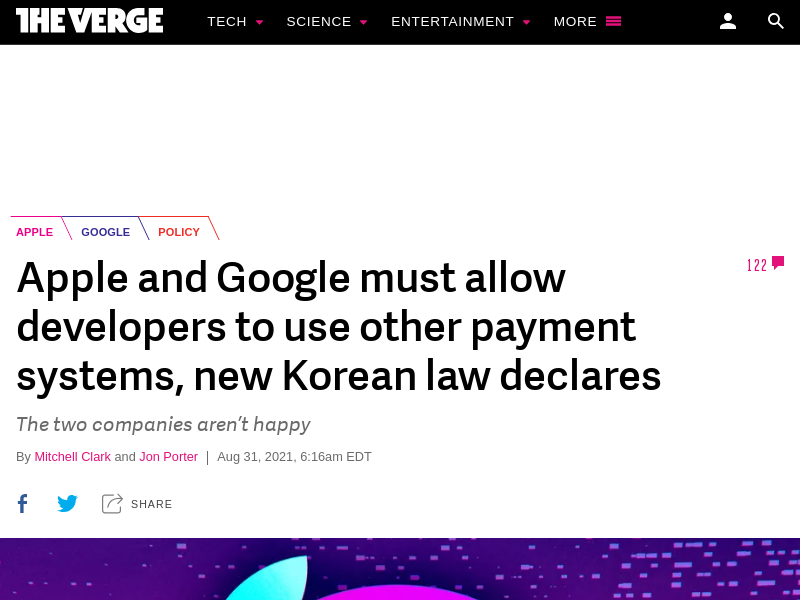 THE VERGE TECH SCIENCE ENTERTAINMENT MORE
APPLE GOOGLE POLICY
Apple and Google must allow
developers to use other payment
systems, new Korean law declares
122
The two companies aren't happy
By Mitchell Clark and Jon Porter | Aug 31, 2021, 6:16am EDT
SHARE